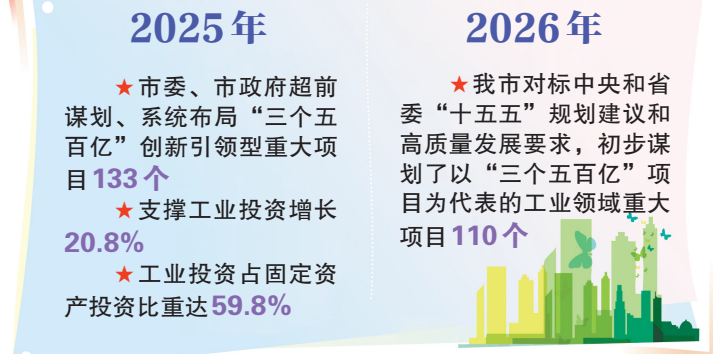 2025年
★市委、市政府超前
谋划、系统布局“三个五
百亿”创新引领型重大项
目133个
★支撑工业投资增长
20.8%
★工业投资占固定资
产投资比重达59.8%
2026年
★我市对标中央和省
委“十五五”规划建议和
高质量发展要求，初步谋
划了以“三个五百亿”项
目为代表的工业领域重大
项目110个